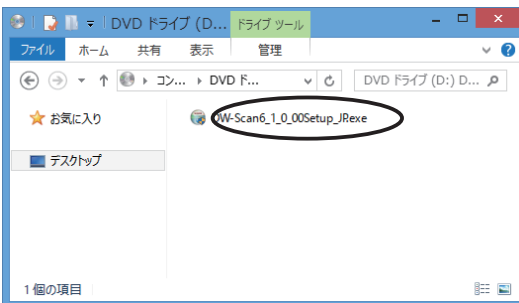 DVD ドライブ (D... ドライブ ツール
ファイル ホーム 共有 表示 管理
コン... DVD ド... DVD ドライブ (D:) D...
お気に入り
W-Scan6_1_0_00Setup_JP.exe
デスクトップ
1 個の項目